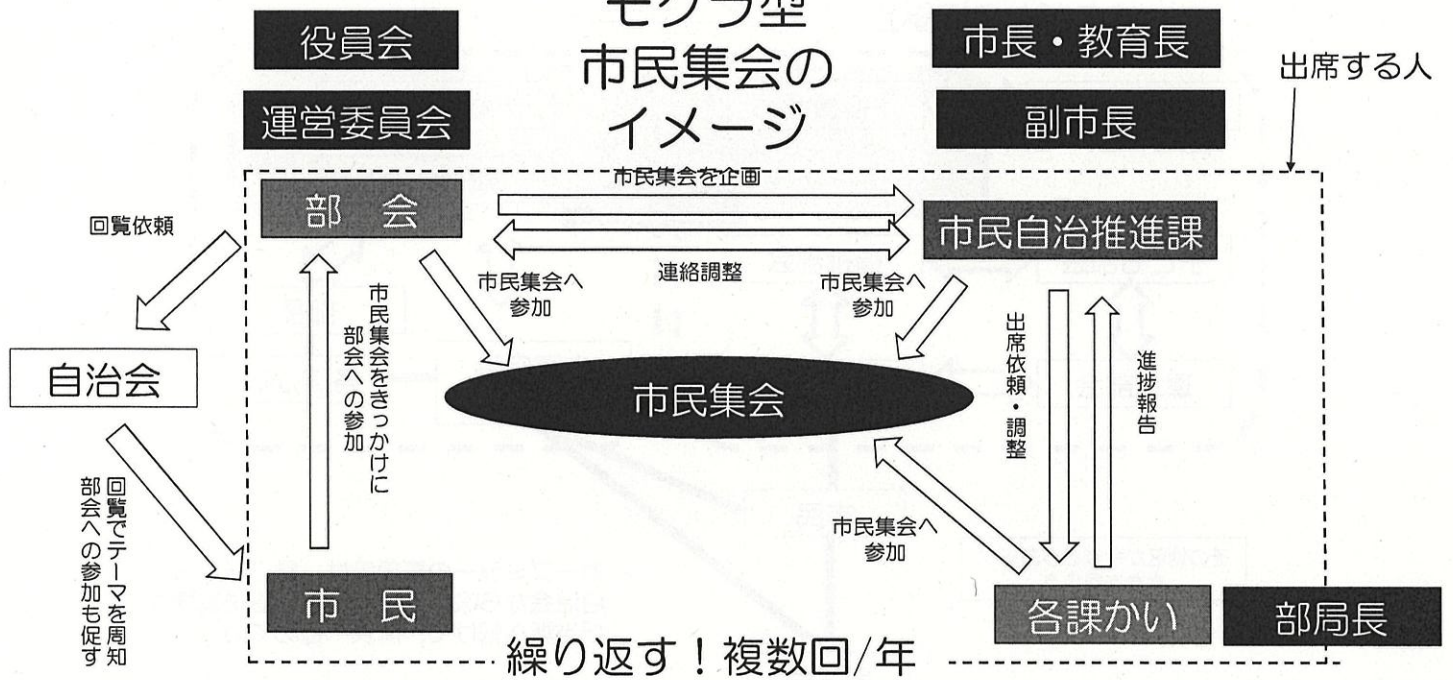 モグラ型
市民集会の
イメージ
役員会
運営委員会
市長・教育長
副市長
出席する人
部 会
市民集会を企画
連絡調整
市民自治推進課
回覧依頼
市民集会へ
参加
市民集会へ
参加
自治会
市民集会をきっかけに
部会への参加
市民集会
出席依頼・調整
進捗報告
回覧でテーマを周知
部会への参加も促す
市民集会へ
参加
市 民
各課かい
部局長
繰り返す！複数回/年